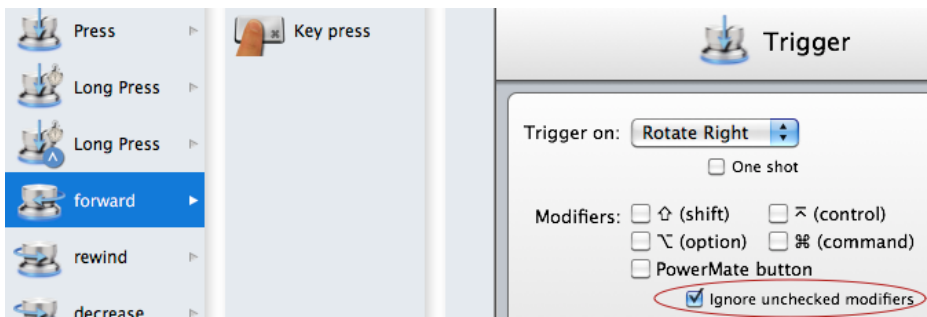 Press
Long Press
Long Press
forward
rewind
decrease
Key press
Trigger
Trigger on: Rotate Right
One shot
Modifiers: ⇧ (shift) ⌤ (control)
⌥ (option) ⌘ (command)
PowerMate button
Ignore unchecked modifiers